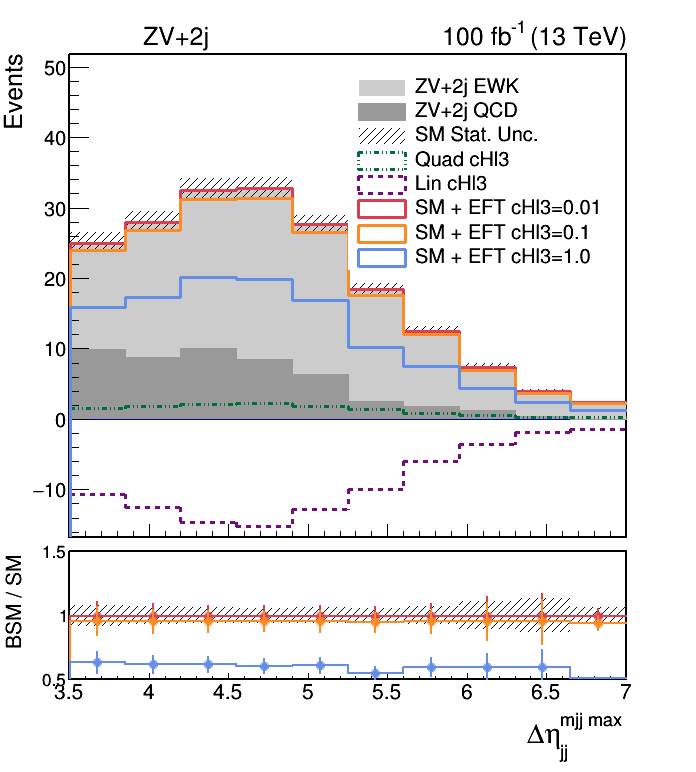 ZV+2j 100 fb⁻¹ (13 TeV)
Events
50
40
30
20
10
0
−10
ZV+2j EWK
ZV+2j QCD
SM Stat. Unc.
Quad cHl3
Lin cHl3
SM + EFT cHl3=0.01
SM + EFT cHl3=0.1
SM + EFT cHl3=1.0
BSM / SM
1.5
1
0.5
3.5 4 4.5 5 5.5 6 6.5 7
Δη_jj^mjj max